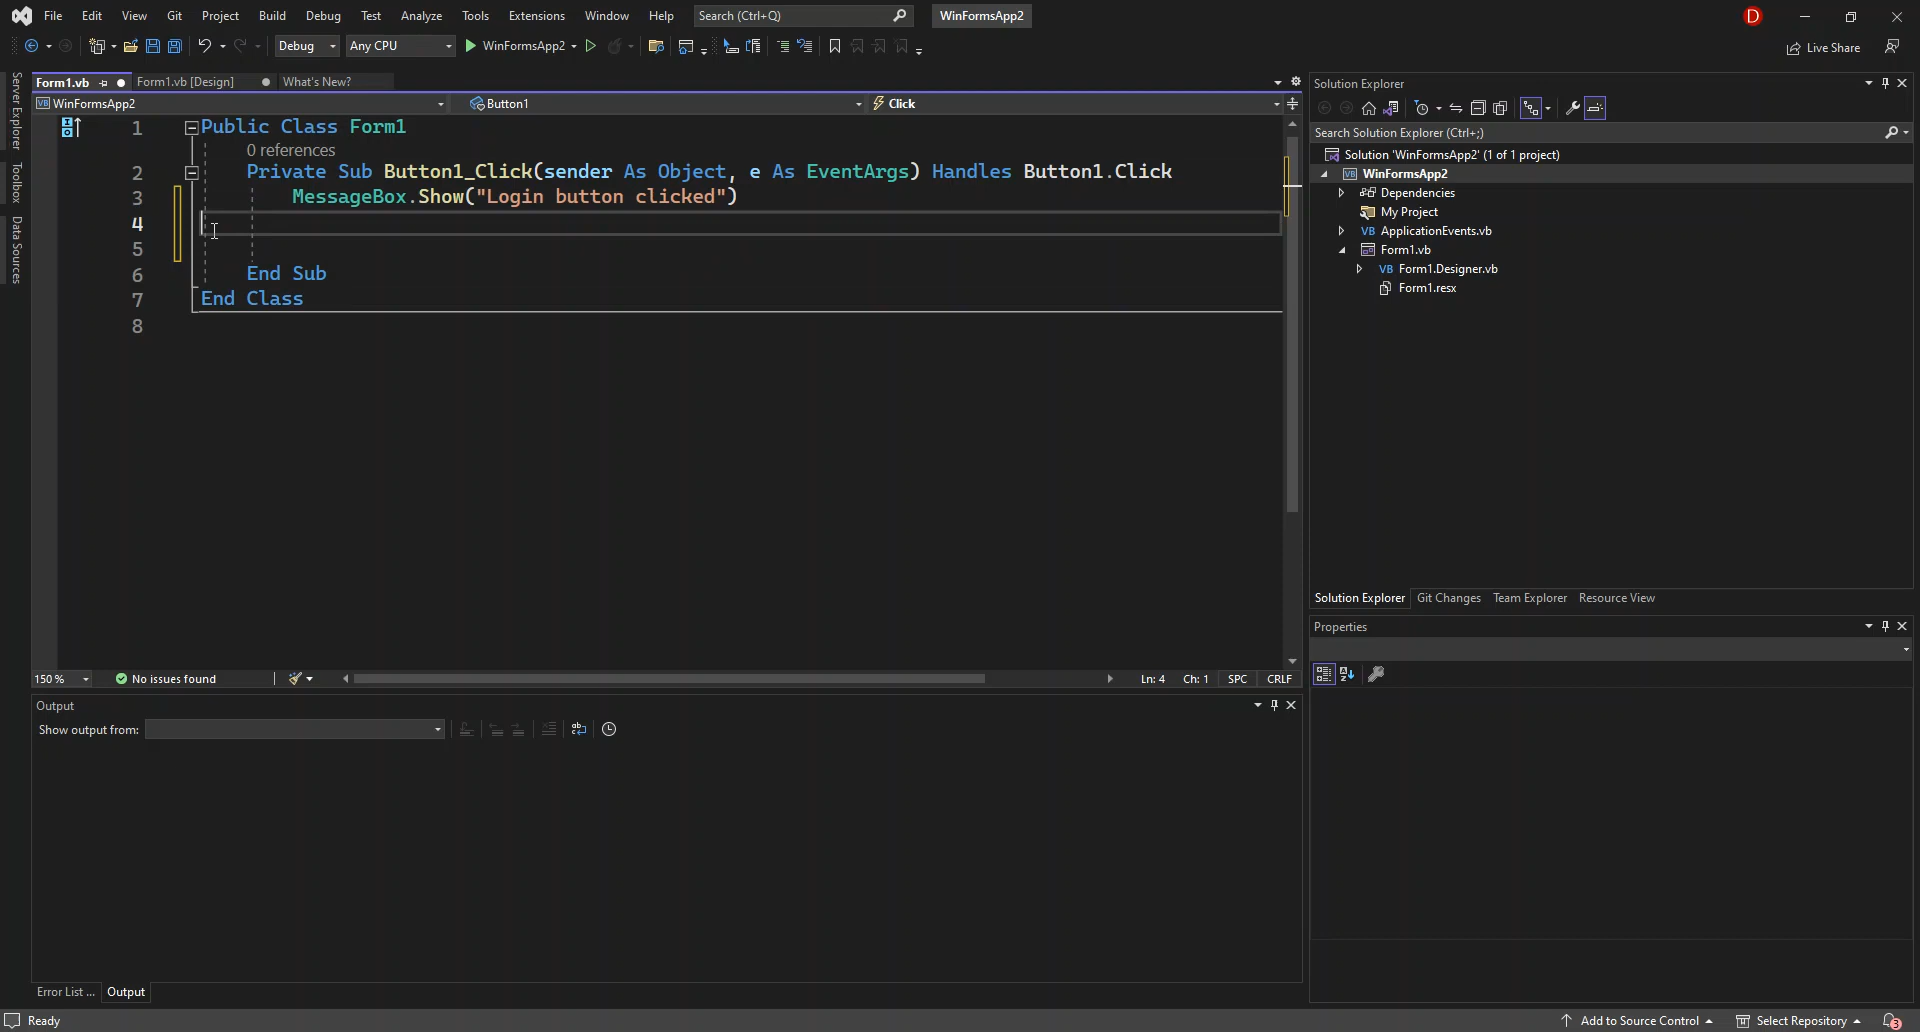 File Edit View Git Project Build Debug Test Analyze Tools Extensions Window Help Search (Ctrl+Q) WinFormsApp2 D
Debug Any CPU WinFormsApp2 Live Share
Server Explorer
Toolbox
Data Sources
Form1.vb Form1.vb [Design] What's New?
WinFormsApp2 Button1 Click
1 Public Class Form1
0 references
2 Private Sub Button1_Click(sender As Object, e As EventArgs) Handles Button1.Click
3 MessageBox.Show("Login button clicked")
4
5
6 End Sub
7 End Class
8
150 % No issues found Ln: 4 Ch: 1 SPC CRLF
Output
Show output from:
Error List ... Output
Solution Explorer
Search Solution Explorer (Ctrl+;)
Solution 'WinFormsApp2' (1 of 1 project)
VB WinFormsApp2
Dependencies
My Project
VB ApplicationEvents.vb
Form1.vb
VB Form1.Designer.vb
Form1.resx
Solution Explorer Git Changes Team Explorer Resource View
Properties
Ready Add to Source Control Select Repository 3